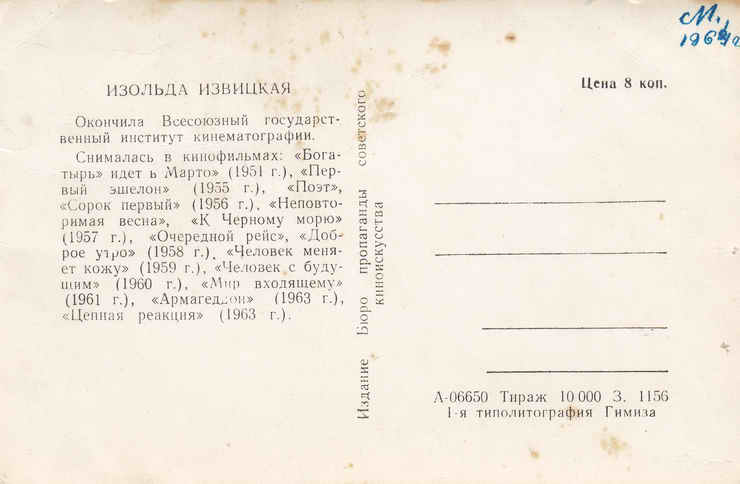 ИЗОЛЬДА ИЗВИЦКАЯ
Окончила Всесоюзный государст-
венный институт кинематографии.
Снималась в кинофильмах: «Бога-
тырь» идет ь Марто» (1951 г.), «Пер-
вый эшелон» (1955 г.), «Поэт»,
«Сорок первый» (1956 г.), «Неповто-
римая весна», «К Черному морю»
(1957 г.), «Очередной рейс», «Доб-
рое утро» (1958 г.), «Человек меня-
ет кожу» (1959 г.), «Человек с буду-
щим» (1960 г.), «Мир входящему»
(1961 г.), «Армагеддон» (1963 г.),
«Цепная реакция» (1963 г.).
Издание Бюро пропаганды советского
киноискусства
М.
Цена 8 коп.
А-06650 Тираж 10 000 З. 1156
1-я типолитография Гимиза